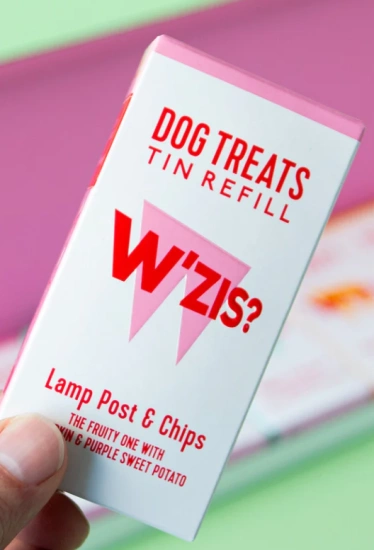 DOG TREATS
TIN REFILL
W'ZIS?
Lamp Post & Chips
THE FRUITY ONE WITH
& PURPLE SWEET POTATO